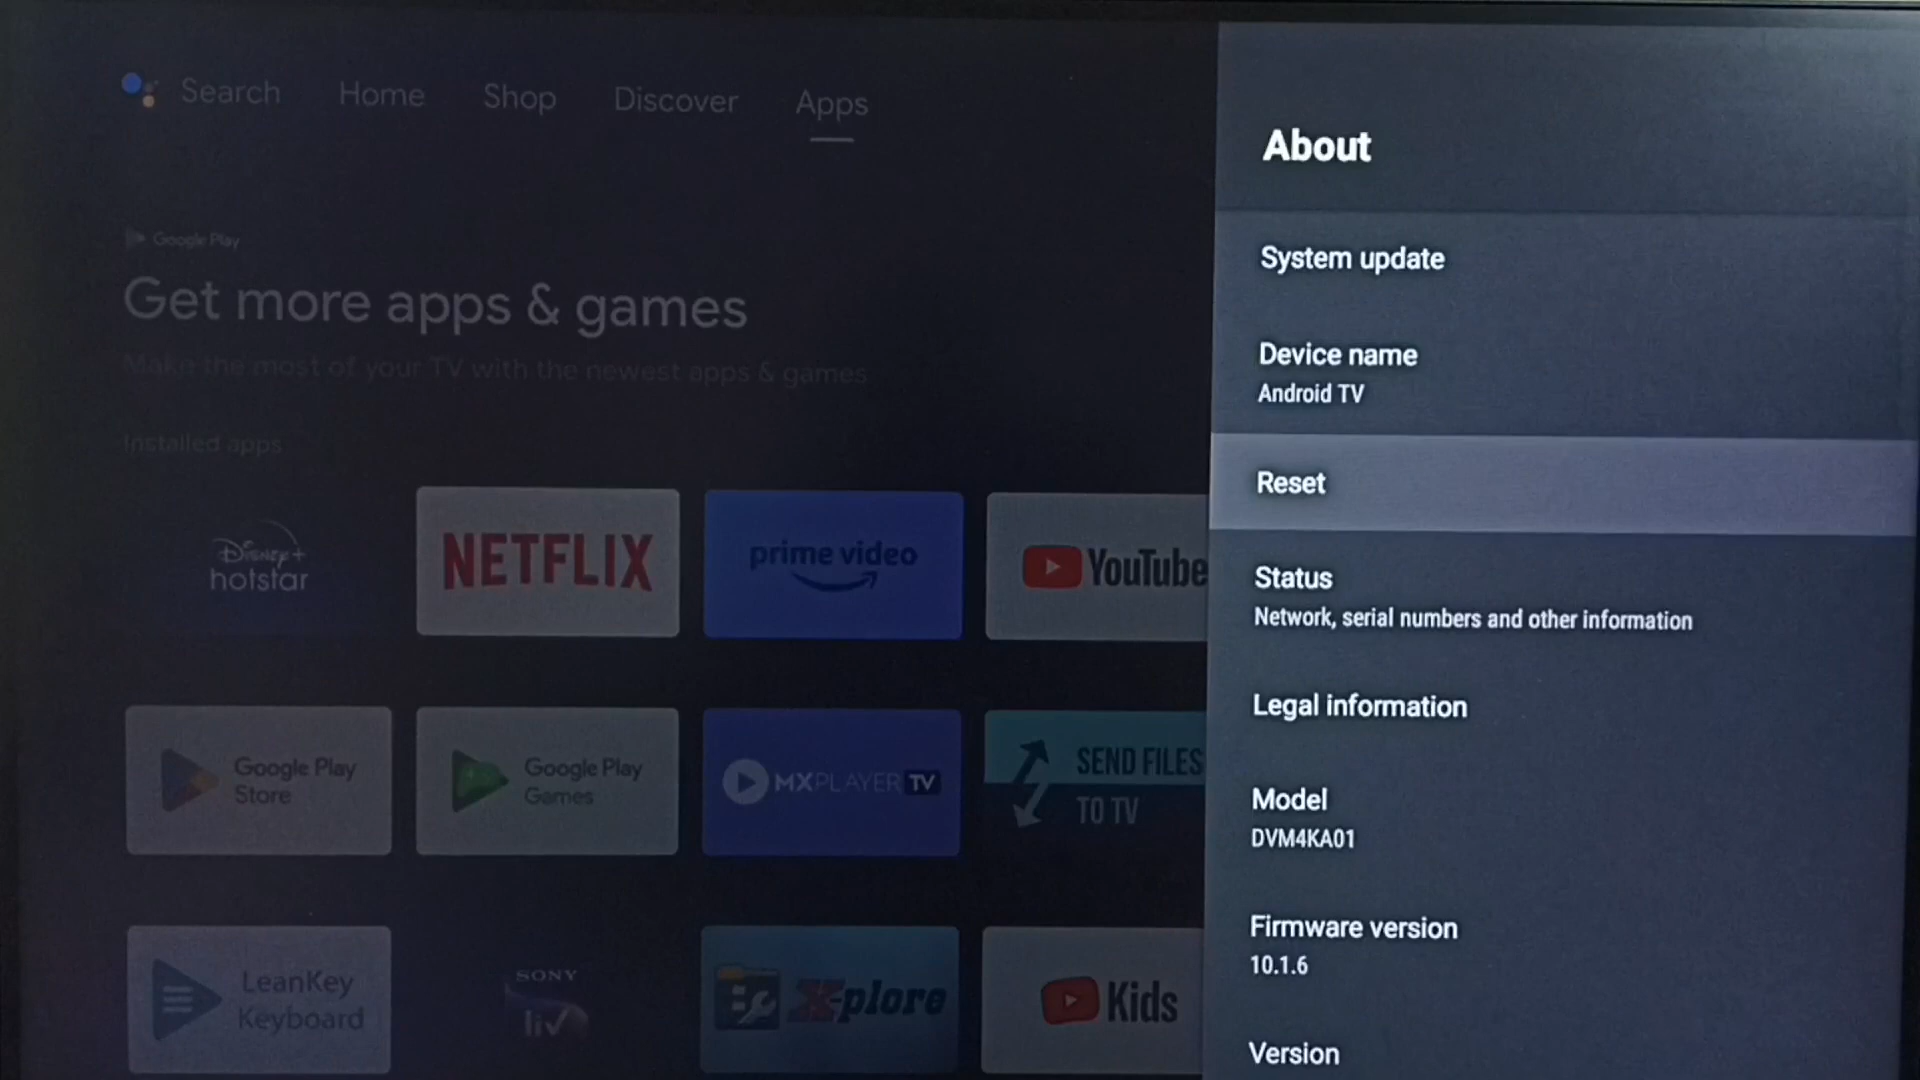 Search Home Shop Discover Apps
Google Play
Get more apps & games
Make the most of your TV with the newest apps & games
Installed apps
Disney+
hotstar
NETFLIX
prime video
YouTube
Google Play
Store
Google Play
Games
MXPLAYER TV
SEND FILES
TO TV
LeanKey
Keyboard
SONY
liv
X-plore
Kids
About
System update
Device name
Android TV
Reset
Status
Network, serial numbers and other information
Legal information
Model
DVM4KA01
Firmware version
10.1.6
Version